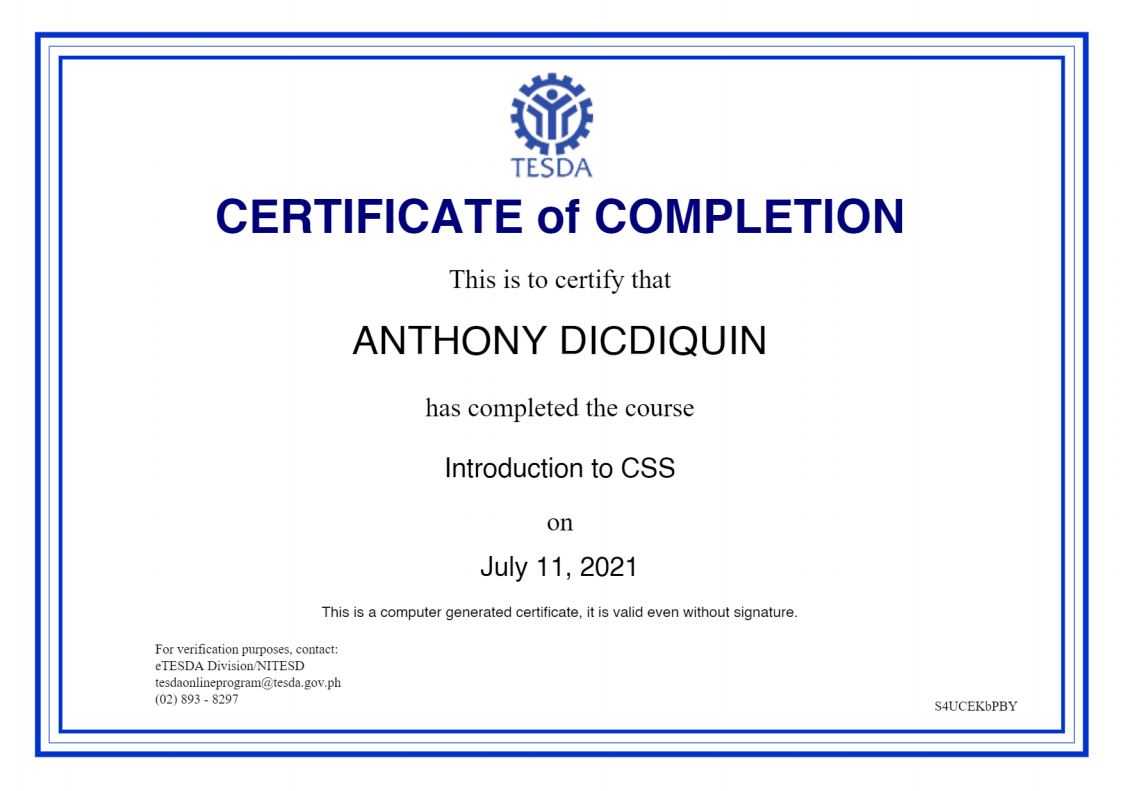 TESDA
CERTIFICATE of COMPLETION
This is to certify that
ANTHONY DICDIQUIN
has completed the course
Introduction to CSS
on
July 11, 2021
This is a computer generated certificate, it is valid even without signature.
For verification purposes, contact:
eTESDA Division/NITESD
tesdaonlineprogram@tesda.gov.ph
(02) 893 - 8297
S4UCEKbPBY